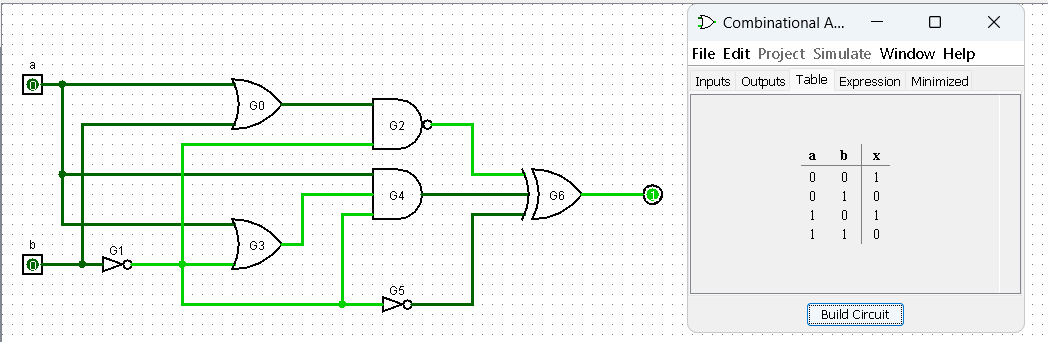 Combinational A...
File Edit Project Simulate Window Help
Inputs Outputs Table Expression Minimized
a b x
0 0 1
0 1 0
1 0 1
1 1 0
Build Circuit
a
0
G0
G2
1
G4
G6
b
0
G1
G3
G5